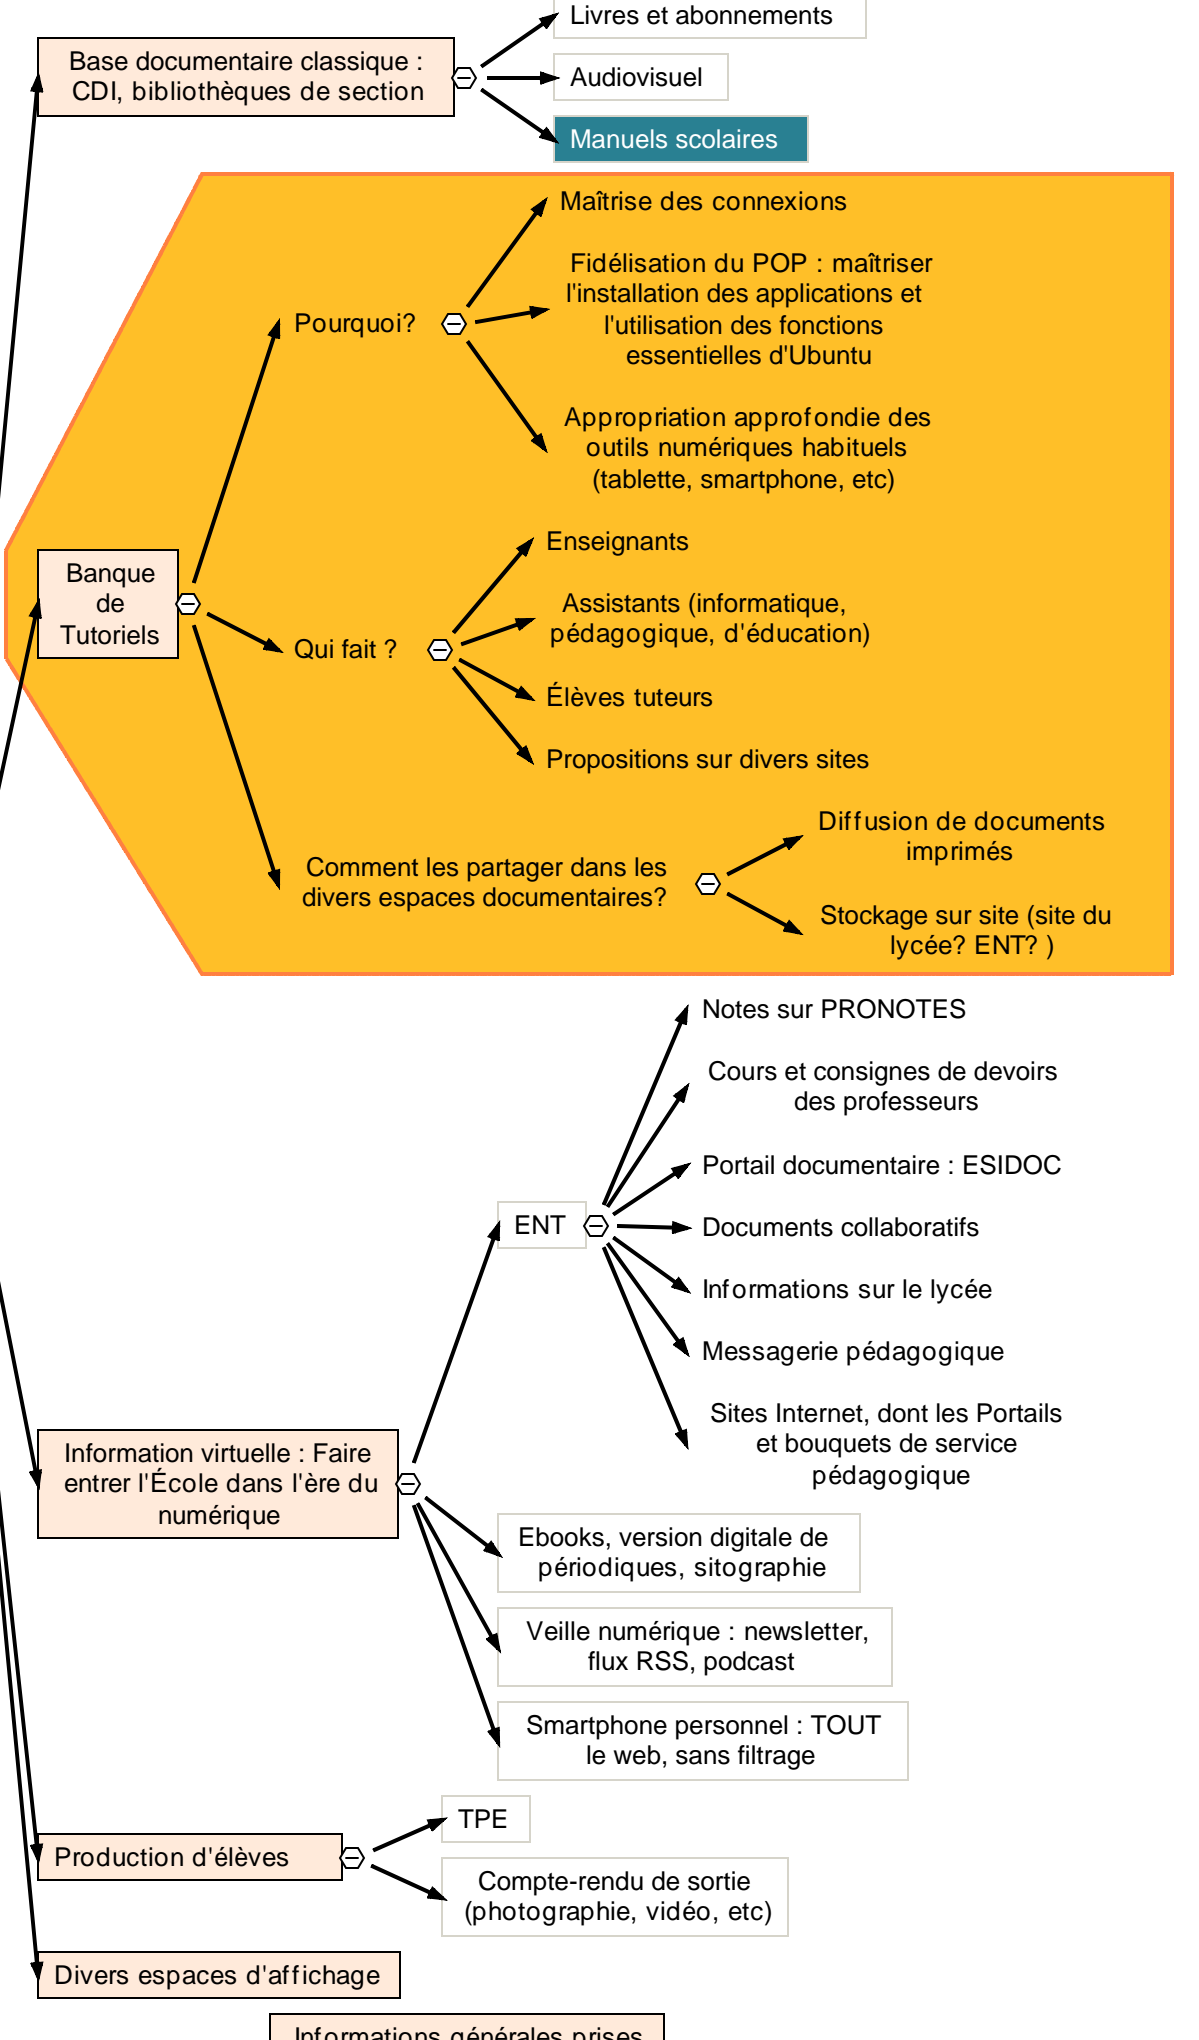 Livres et abonnements
Base documentaire classique :
CDI, bibliothèques de section
Audiovisuel
Manuels scolaires
Maîtrise des connexions
Fidélisation du POP : maîtriser
l'installation des applications et
l'utilisation des fonctions
essentielles d'Ubuntu
Pourquoi?
Appropriation approfondie des
outils numériques habituels
(tablette, smartphone, etc)
Banque
de
Tutoriels
Enseignants
Assistants (informatique,
pédagogique, d'éducation)
Qui fait ?
Élèves tuteurs
Propositions sur divers sites
Comment les partager dans les
divers espaces documentaires?
Diffusion de documents
imprimés
Stockage sur site (site du
lycée? ENT? )
Notes sur PRONOTES
Cours et consignes de devoirs
des professeurs
Portail documentaire : ESIDOC
ENT
Documents collaboratifs
Informations sur le lycée
Messagerie pédagogique
Sites Internet, dont les Portails
et bouquets de service
pédagogique
Information virtuelle : Faire
entrer l'École dans l'ère du
numérique
Ebooks, version digitale de
périodiques, sitographie
Veille numérique : newsletter,
flux RSS, podcast
Smartphone personnel : TOUT
le web, sans filtrage
TPE
Production d'élèves
Compte-rendu de sortie
(photographie, vidéo, etc)
Divers espaces d'affichage
Informations générales prises